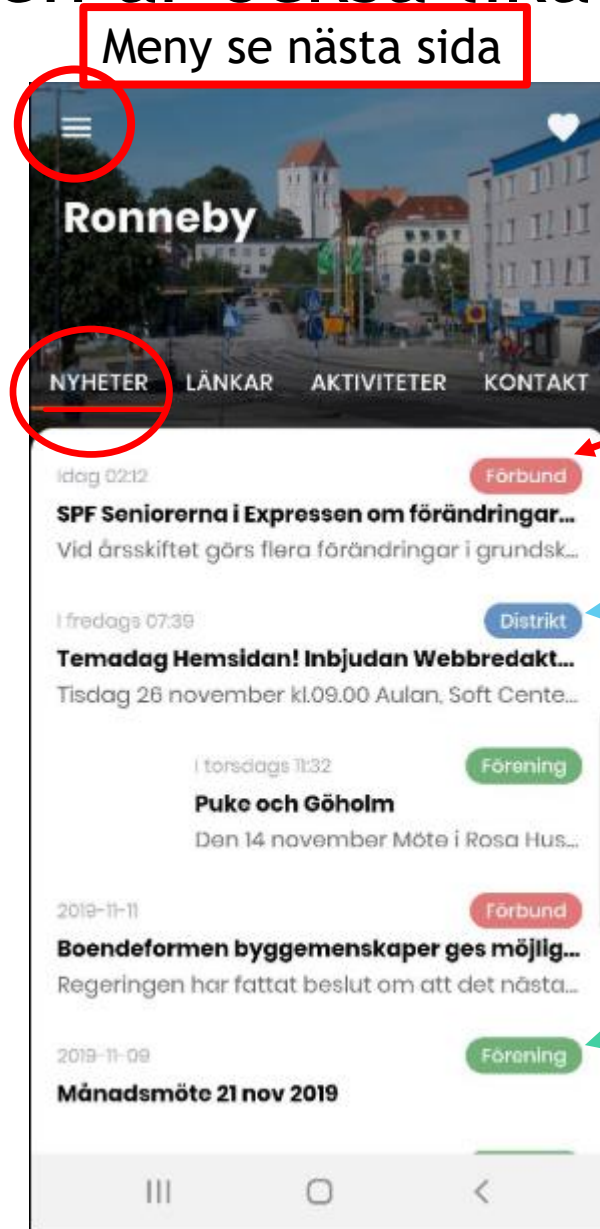 Meny se nästa sida
Ronneby
NYHETER LÄNKAR AKTIVITETER KONTAKT
Idag 02:12 Förbund
SPF Seniorerna i Expressen om förändringar...
Vid årsskiftet görs flera förändringar i grundsk...
I fredags 07:39 Distrikt
Temadag Hemsidan! Inbjudan Webbredakt...
Tisdag 26 november kl.09.00 Aulan, Soft Cente...
I torsdags 11:32 Förening
Puke och Göholm
Den 14 november Möte i Rosa Hus...
2019-11-11 Förbund
Boendeformen byggemenskaper ges möjlig...
Regeringen har fattat beslut om att det nästa...
2019-11-09 Förening
Månadsmöte 21 nov 2019